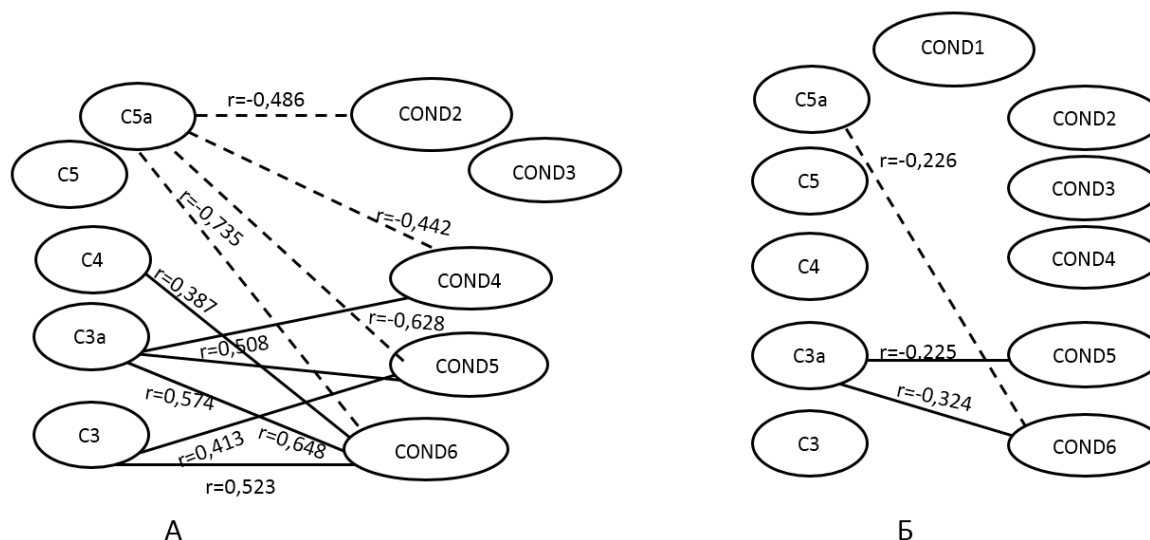 C5a
r=-0,486
COND2
C5
COND3
r=-0,735
r=-0,442
C4
r=0,387
COND4
C3a
r=0,508
r=-0,628
COND5
r=0,574
C3
r=0,413
r=0,648
COND6
r=0,523
А
COND1
C5a
COND2
r=-0,226
C5
COND3
C4
COND4
C3a
r=-0,225
COND5
r=-0,324
C3
COND6
Б